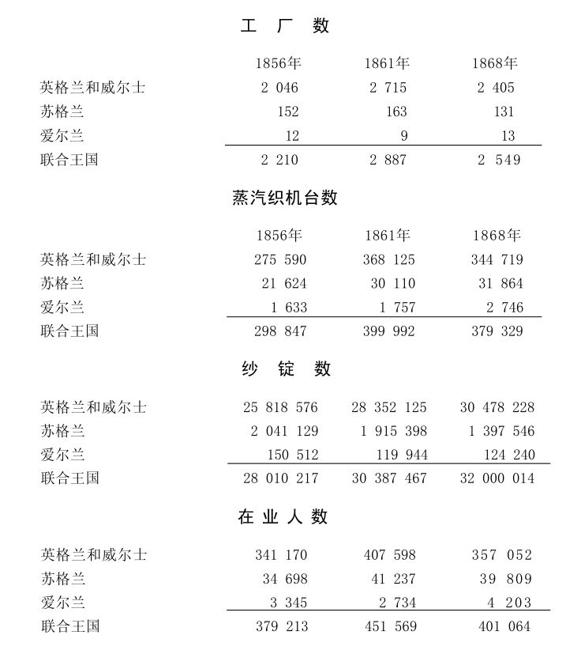 工 厂 数
1856年 1861年 1868年
英格兰和威尔士 2 046 2 715 2 405
苏格兰 152 163 131
爱尔兰 12 9 13
联合王国 2 210 2 887 2 549
蒸汽织机台数
1856年 1861年 1868年
英格兰和威尔士 275 590 368 125 344 719
苏格兰 21 624 30 110 31 864
爱尔兰 1 633 1 757 2 746
联合王国 298 847 399 992 379 329
纱 锭 数
英格兰和威尔士 25 818 576 28 352 125 30 478 228
苏格兰 2 041 129 1 915 398 1 397 546
爱尔兰 150 512 119 944 124 240
联合王国 28 010 217 30 387 467 32 000 014
在 业 人 数
英格兰和威尔士 341 170 407 598 357 052
苏格兰 34 698 41 237 39 809
爱尔兰 3 345 2 734 4 203
联合王国 379 213 451 569 401 064